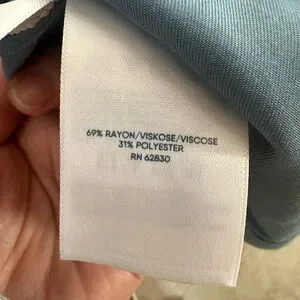 69% RAYON/VISKOSE/VISCOSE
31% POLYESTER
RN 62830